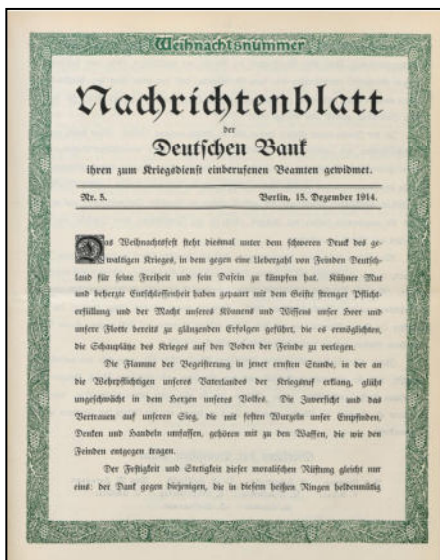 Weihnachtsnummer
Nachrichtenblatt
der
Deutschen Bank
ihren zum Kriegsdienst einberufenen Beamten gewidmet.
Nr. 5. Berlin, 15. Dezember 1914.
Das Weihnachtsfest steht diesmal unter dem schweren Druck des ge-
waltigen Krieges, in dem gegen eine Ueberzahl von Feinden Deutsch-
land für seine Freiheit und sein Dasein zu kämpfen hat. Kühner Mut
und beherzte Entschlossenheit haben gepaart mit dem Geiste strenger Pflicht-
erfüllung und der Macht unseres Könnens und Wissens unser Heer und
unsere Flotte bereits zu glänzenden Erfolgen geführt, die es ermöglichten,
die Schauplätze des Krieges auf den Boden der Feinde zu verlegen.
Die Flamme der Begeisterung in jener ernsten Stunde, in der an
die Wehrpflichtigen unseres Vaterlandes der Kriegsruf erklang, glüht
ungeschwächt in dem Herzen unseres Volkes. Die Zuversicht und das
Vertrauen auf unseren Sieg, die mit festen Wurzeln unser Empfinden,
Denken und Handeln umfassen, gehören mit zu den Waffen, die wir den
Feinden entgegen tragen.
Der Festigkeit und Stetigkeit dieser moralischen Rüstung gleicht nur
eins: der Dank gegen diejenigen, die in diesem heißen Ringen heldenmütig